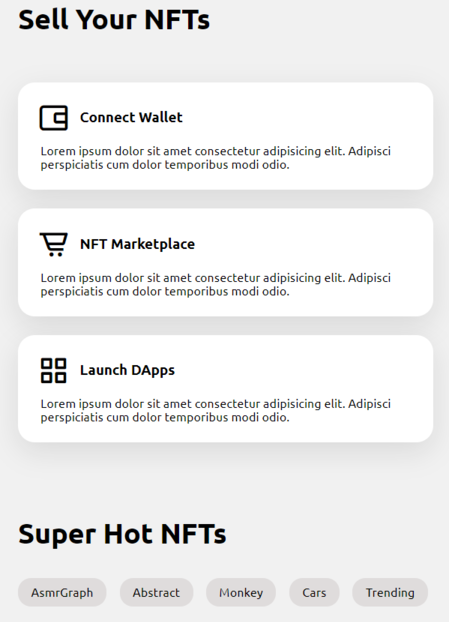 Sell Your NFTs
Connect Wallet
Lorem ipsum dolor sit amet consectetur adipisicing elit. Adipisci
perspiciatis cum dolor temporibus modi odio.
NFT Marketplace
Lorem ipsum dolor sit amet consectetur adipisicing elit. Adipisci
perspiciatis cum dolor temporibus modi odio.
Launch DApps
Lorem ipsum dolor sit amet consectetur adipisicing elit. Adipisci
perspiciatis cum dolor temporibus modi odio.
Super Hot NFTs
AsmrGraph Abstract Monkey Cars Trending